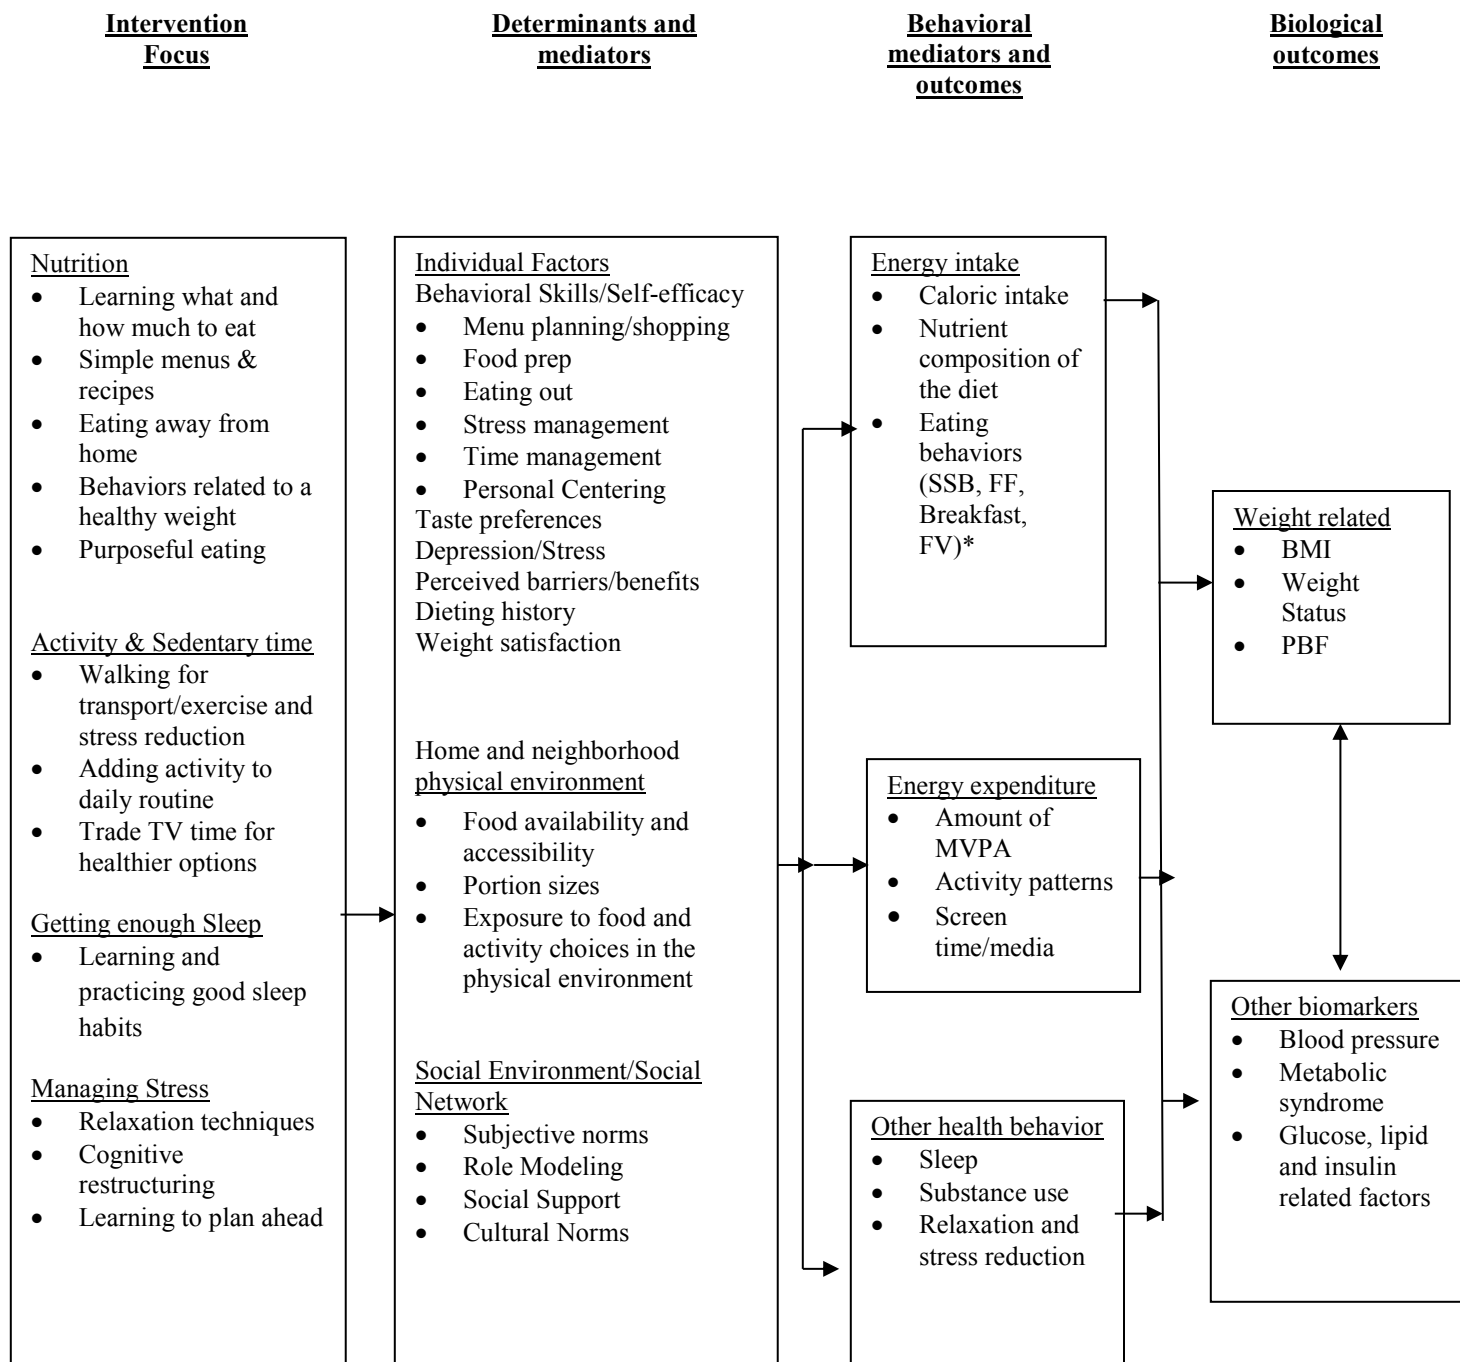 Intervention
Focus
Determinants and
mediators
Behavioral
mediators and
outcomes
Biological
outcomes
Nutrition
• Learning what and
how much to eat
• Simple menus &
recipes
• Eating away from
home
• Behaviors related to a
healthy weight
• Purposeful eating
Activity & Sedentary time
• Walking for
transport/exercise and
stress reduction
• Adding activity to
daily routine
• Trade TV time for
healthier options
Getting enough Sleep
• Learning and
practicing good sleep
habits
Managing Stress
• Relaxation techniques
• Cognitive
restructuring
• Learning to plan ahead
Individual Factors
Behavioral Skills/Self-efficacy
• Menu planning/shopping
• Food prep
• Eating out
• Stress management
• Time management
• Personal Centering
Taste preferences
Depression/Stress
Perceived barriers/benefits
Dieting history
Weight satisfaction
Home and neighborhood
physical environment
• Food availability and
accessibility
• Portion sizes
• Exposure to food and
activity choices in the
physical environment
Social Environment/Social
Network
• Subjective norms
• Role Modeling
• Social Support
• Cultural Norms
Energy intake
• Caloric intake
• Nutrient
composition of
the diet
• Eating
behaviors
(SSB, FF,
Breakfast,
FV)*
Energy expenditure
• Amount of
MVPA
• Activity patterns
• Screen
time/media
Other health behavior
• Sleep
• Substance use
• Relaxation and
stress reduction
Weight related
• BMI
• Weight
Status
• PBF
Other biomarkers
• Blood pressure
• Metabolic
syndrome
• Glucose, lipid
and insulin
related factors